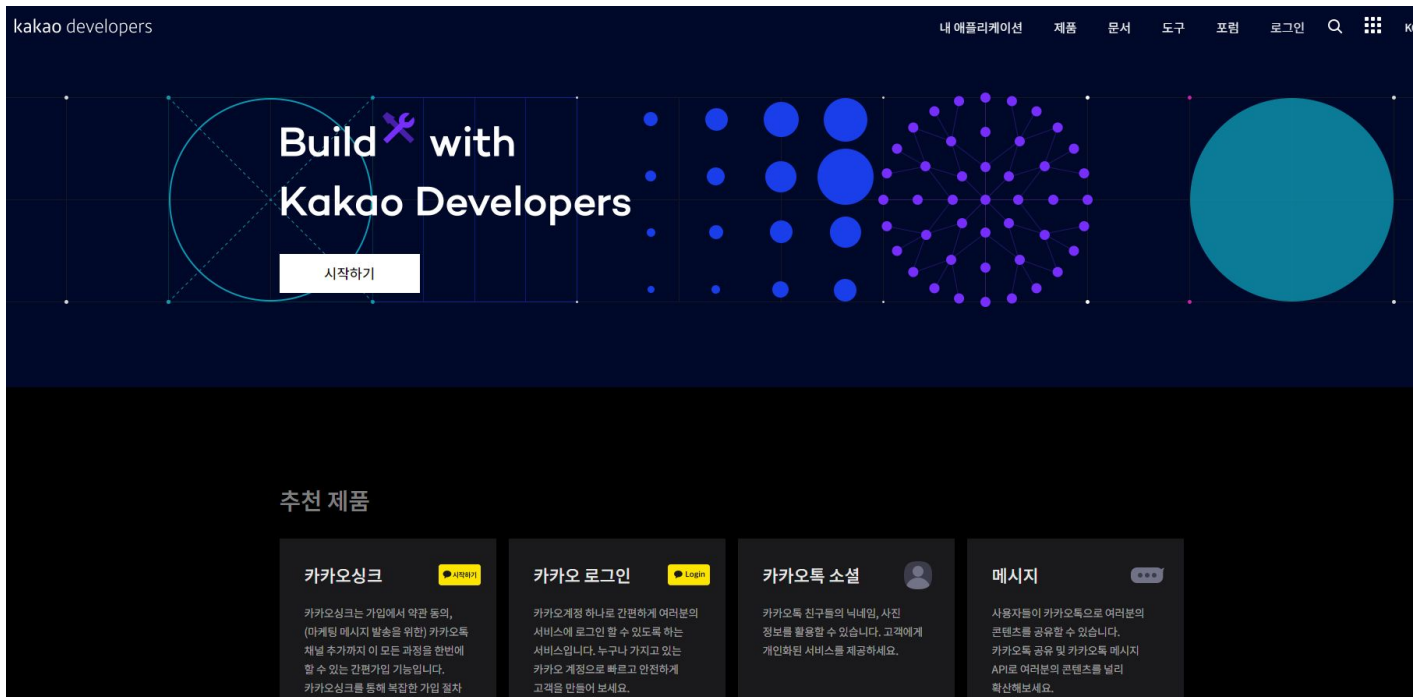 kakao developers
내 애플리케이션 제품 문서 도구 포럼 로그인
Build with
Kakao Developers
시작하기
추천 제품
카카오싱크
시작하기
카카오싱크는 가입에서 약관 동의,
(마케팅 메시지 발송을 위한) 카카오톡
채널 추가까지 이 모든 과정을 한번에
할 수 있는 간편가입 기능입니다.
카카오싱크를 통해 복잡한 가입 절차
카카오 로그인
Login
카카오계정 하나로 간편하게 여러분의
서비스에 로그인 할 수 있도록 하는
서비스입니다. 누구나 가지고 있는
카카오 계정으로 빠르고 안전하게
고객을 만들어 보세요.
카카오톡 소셜
카카오톡 친구들의 닉네임, 사진
정보를 활용할 수 있습니다. 고객에게
개인화된 서비스를 제공하세요.
메시지
사용자들이 카카오톡으로 여러분의
콘텐츠를 공유할 수 있습니다.
카카오톡 공유 및 카카오톡 메시지
API로 여러분의 콘텐츠를 널리
확산해보세요.